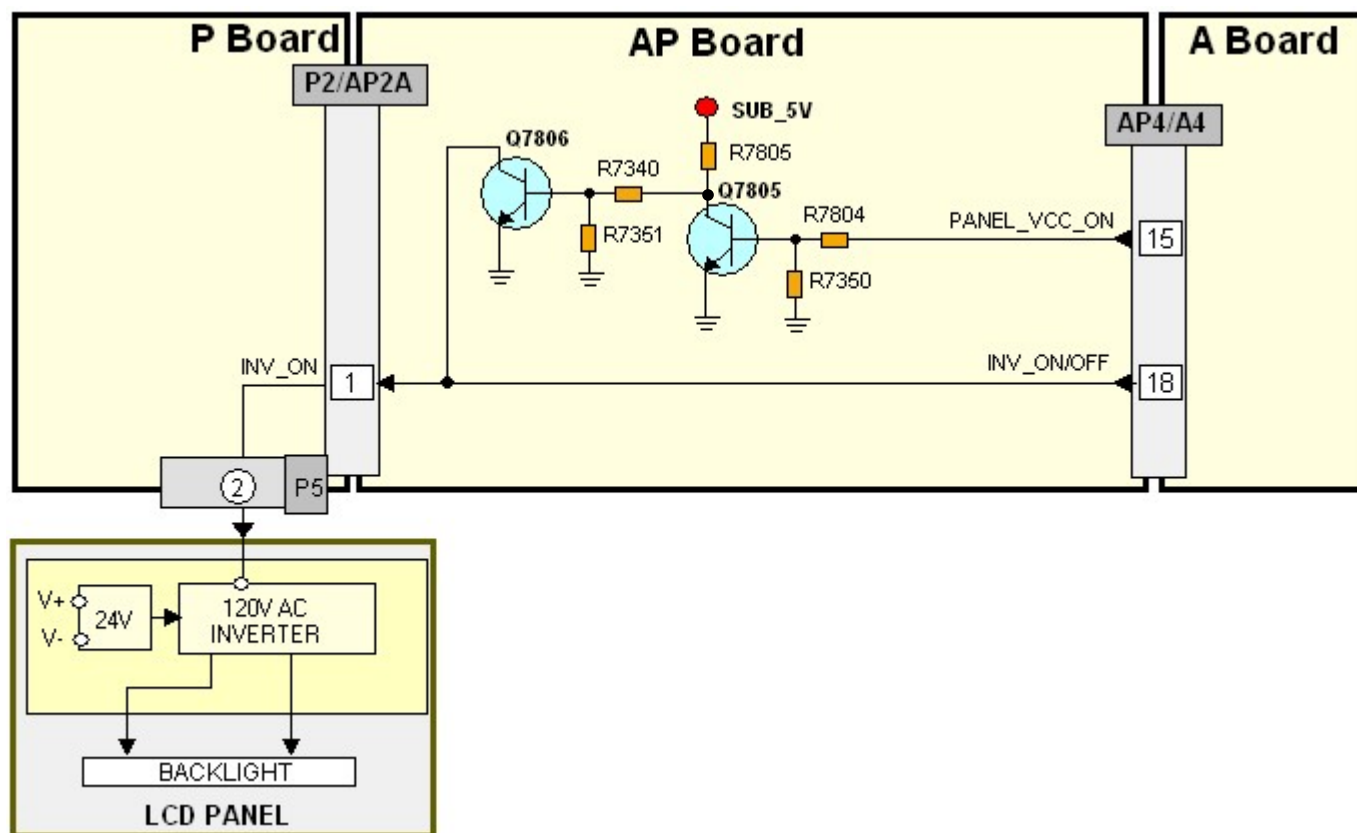 P Board
AP Board
A Board
P2/AP2A
AP4/A4
SUB_5V
Q7806
R7805
R7340
Q7805
R7804
R7351
PANEL_VCC_ON
15
R7350
INV_ON
1
INV_ON/OFF
18
2
P5
V+
V-
24V
120V AC
INVERTER
BACKLIGHT
LCD PANEL